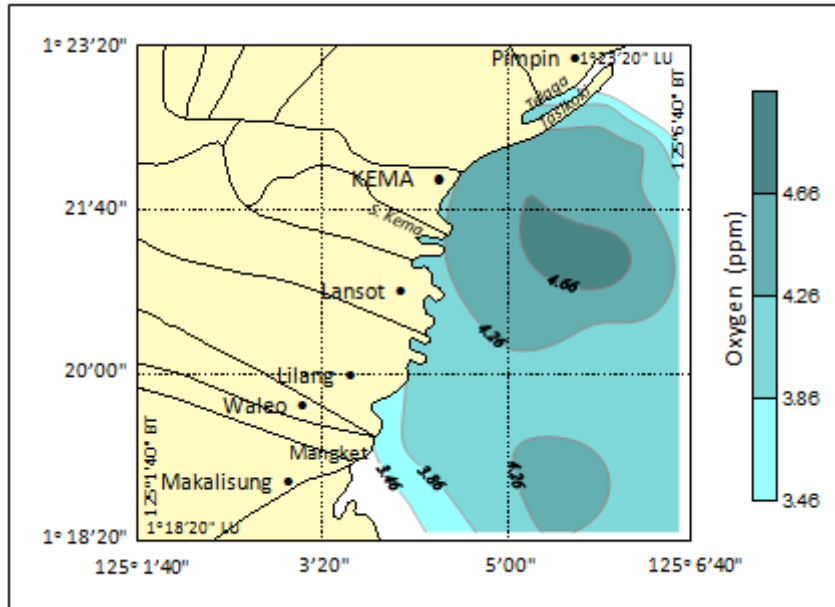 1° 23'20"
Pimpin
1°23'20" LU
Telaga
Tasikoki
125°6'40" BT
KEMA
21'40"
S. Kema
4.66
Lansot
4.26
20'00"
Lilang
Waleo
Mangket
Makalisung
3.46
3.86
4.26
125°1'40" BT
1°18'20" LU
1° 18'20"
125° 1'40"
3'20"
5'00"
125° 6'40"
Oxygen (ppm)
4.66
4.26
3.86
3.46